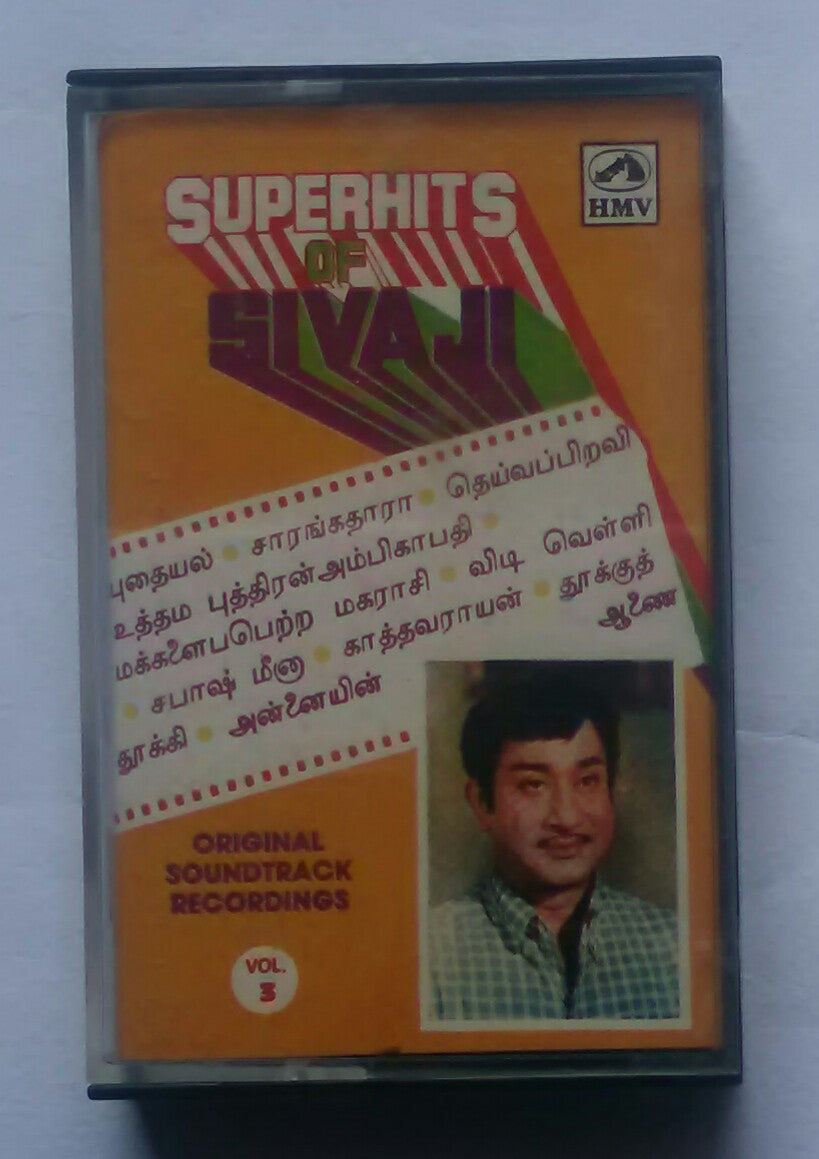 SUPERHITS
OF
SIVAJI
HMV
புதையல் • சாரங்கதாரா • தெய்வப்பிறவி
உத்தம புத்திரன் அம்பிகாபதி •
மக்களைபபெற்ற மகராசி • விடி வெள்ளி
• சபாஷ் மீனா • காத்தவராயன் • தூக்குத்
தூக்கி • அன்னையின் ஆணை
ORIGINAL
SOUNDTRACK
RECORDINGS
VOL.
3